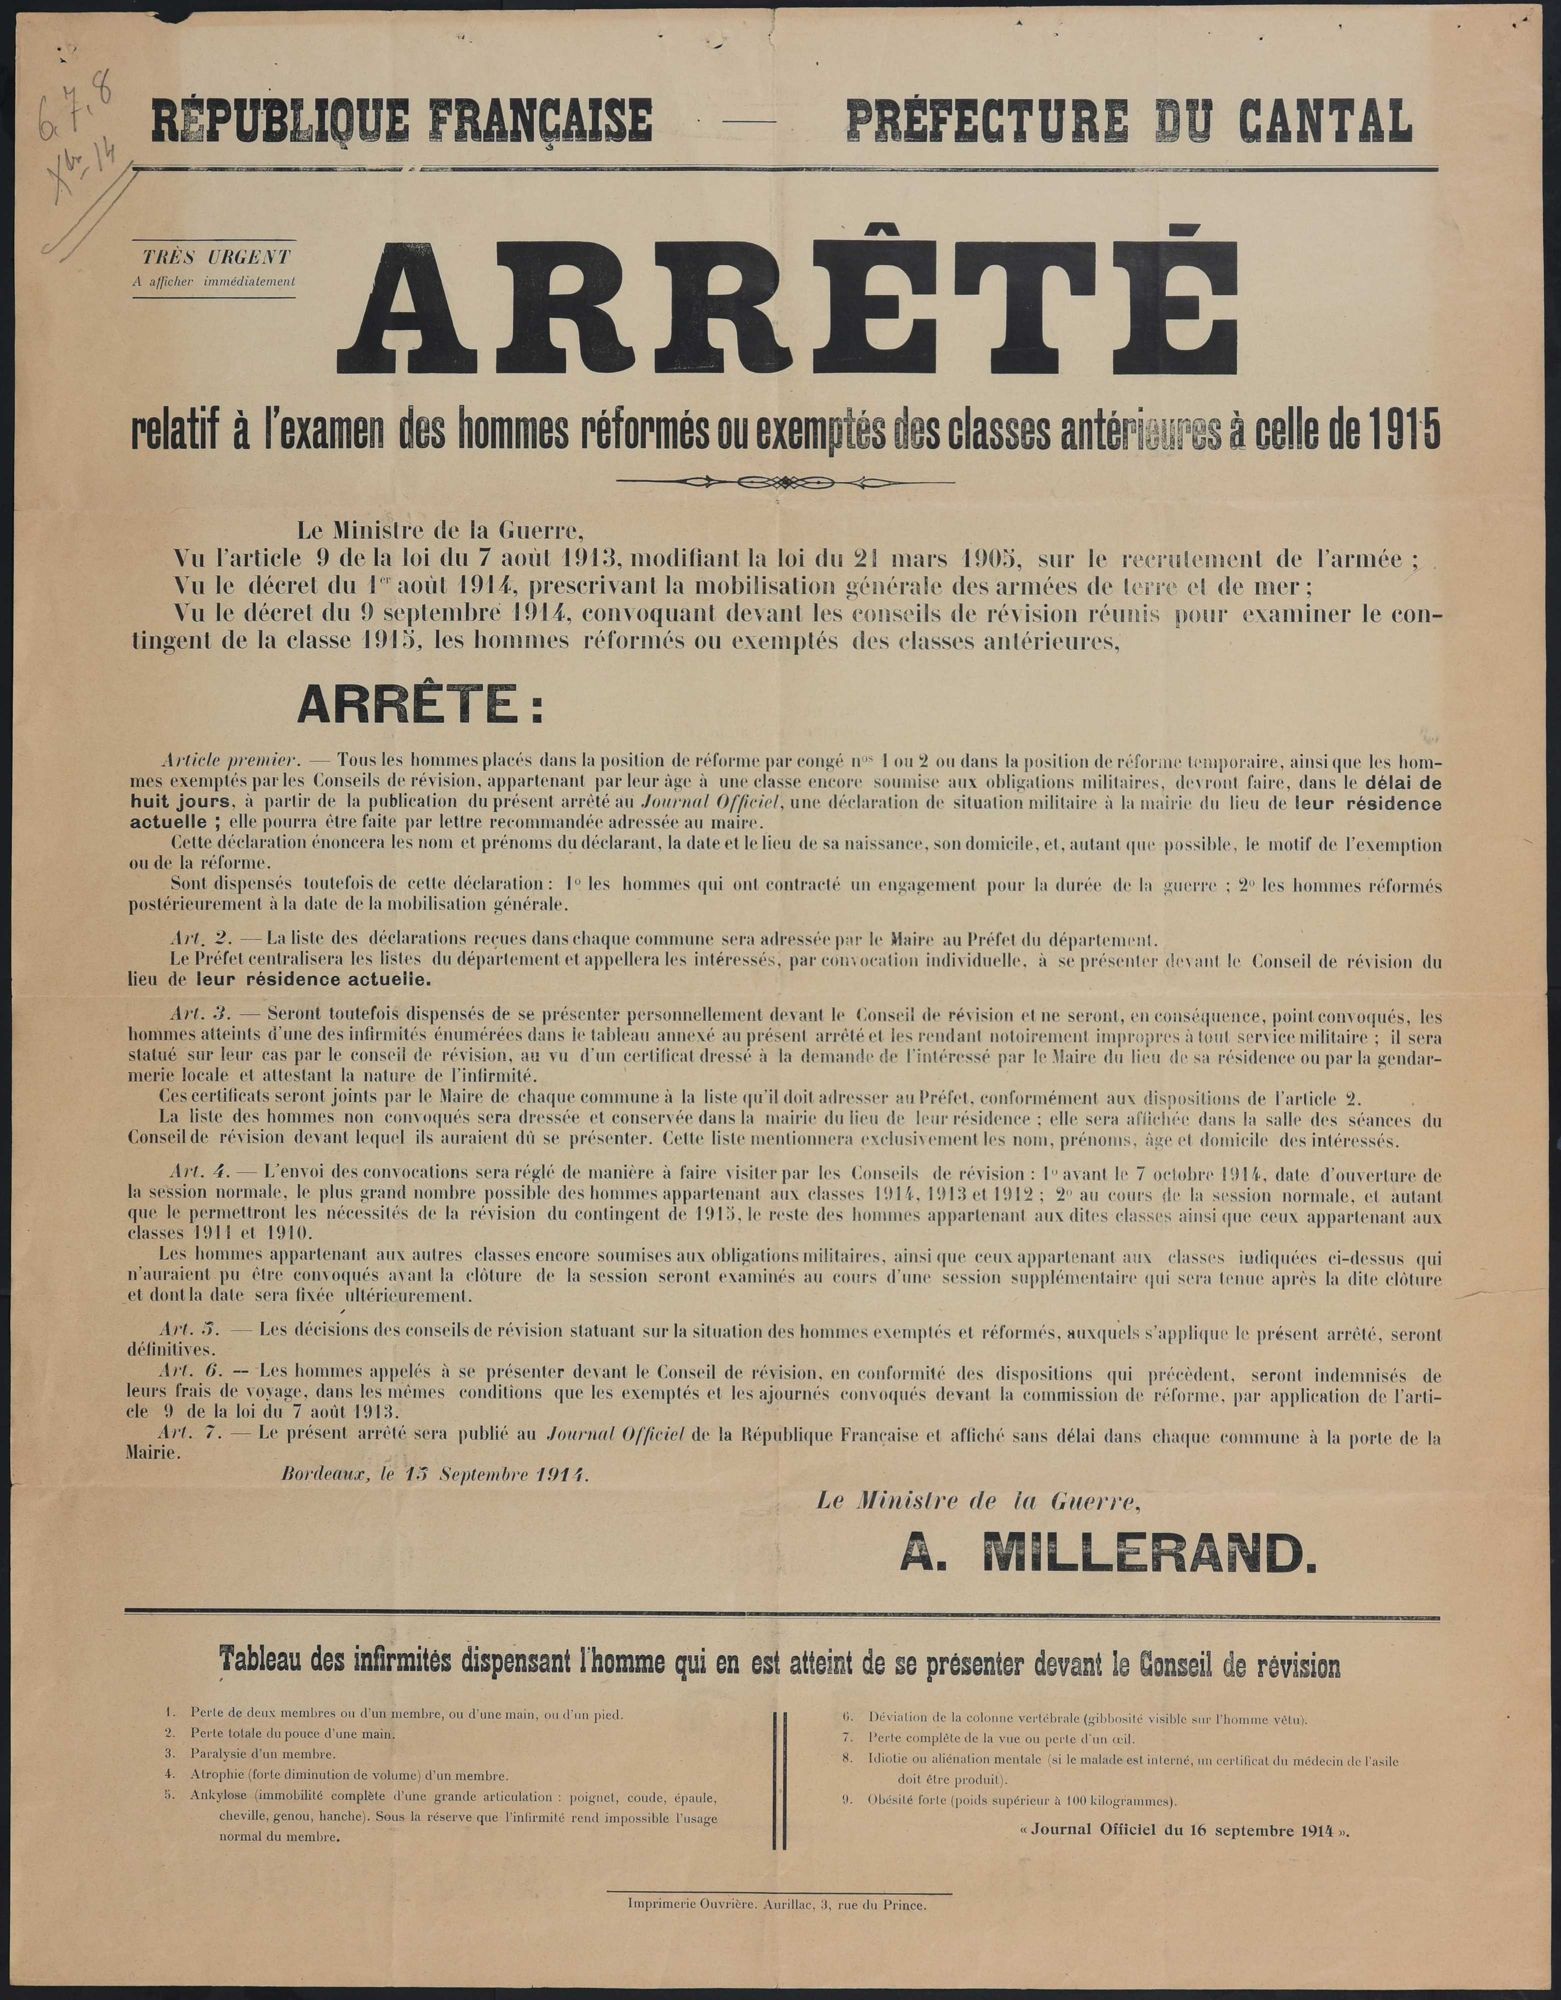 6, 7, 8
Xbre 14
RÉPUBLIQUE FRANÇAISE — PRÉFECTURE DU CANTAL
TRÈS URGENT
A afficher immédiatement
ARRÊTÉ
relatif à l'examen des hommes réformés ou exemptés des classes antérieures à celle de 1915
Le Ministre de la Guerre,
Vu l'article 9 de la loi du 7 août 1913, modifiant la loi du 21 mars 1905, sur le recrutement de l'armée ;
Vu le décret du 1er août 1914, prescrivant la mobilisation générale des armées de terre et de mer ;
Vu le décret du 9 septembre 1914, convoquant devant les conseils de révision réunis pour examiner le con-
tingent de la classe 1915, les hommes réformés ou exemptés des classes antérieures,
ARRÊTE :
Article premier. — Tous les hommes placés dans la position de réforme par congé nos 1 ou 2 ou dans la position de réforme temporaire, ainsi que les hom-
mes exemptés par les Conseils de révision, appartenant par leur âge à une classe encore soumise aux obligations militaires, devront faire, dans le délai de
huit jours, à partir de la publication du présent arrêté au Journal Officiel, une déclaration de situation militaire à la mairie du lieu de leur résidence
actuelle ; elle pourra être faite par lettre recommandée adressée au maire.
Cette déclaration énoncera les nom et prénoms du déclarant, la date et le lieu de sa naissance, son domicile, et, autant que possible, le motif de l'exemption
ou de la réforme.
Sont dispensés toutefois de cette déclaration : 1o les hommes qui ont contracté un engagement pour la durée de la guerre ; 2o les hommes réformés
postérieurement à la date de la mobilisation générale.
Art. 2. — La liste des déclarations reçues dans chaque commune sera adressée par le Maire au Préfet du département.
Le Préfet centralisera les listes du département et appellera les intéressés, par convocation individuelle, à se présenter devant le Conseil de révision du
lieu de leur résidence actuelle.
Art. 3. — Seront toutefois dispensés de se présenter personnellement devant le Conseil de révision et ne seront, en conséquence, point convoqués, les
hommes atteints d'une des infirmités énumérées dans le tableau annexé au présent arrêté et les rendant notoirement impropres à tout service militaire ; il sera
statué sur leur cas par le conseil de révision, au vu d'un certificat dressé à la demande de l'intéressé par le Maire du lieu de sa résidence ou par la gendar-
merie locale et attestant la nature de l'infirmité.
Ces certificats seront joints par le Maire de chaque commune à la liste qu'il doit adresser au Préfet, conformément aux dispositions de l'article 2.
La liste des hommes non convoqués sera dressée et conservée dans la mairie du lieu de leur résidence ; elle sera affichée dans la salle des séances du
Conseil de révision devant lequel ils auraient dû se présenter. Cette liste mentionnera exclusivement les nom, prénoms, âge et domicile des intéressés.
Art. 4. — L'envoi des convocations sera réglé de manière à faire visiter par les Conseils de révision : 1o avant le 7 octobre 1914, date d'ouverture de
la session normale, le plus grand nombre possible des hommes appartenant aux classes 1914, 1913 et 1912 ; 2o au cours de la session normale, et autant
que le permettront les nécessités de la révision du contingent de 1915, le reste des hommes appartenant aux dites classes ainsi que ceux appartenant aux
classes 1911 et 1910.
Les hommes appartenant aux autres classes encore soumises aux obligations militaires, ainsi que ceux appartenant aux classes indiquées ci-dessus qui
n'auraient pu être convoqués avant la clôture de la session seront examinés au cours d'une session supplémentaire qui sera tenue après la dite clôture
et dont la date sera fixée ultérieurement.
Art. 5. — Les décisions des conseils de révision statuant sur la situation des hommes exemptés et réformés, auxquels s'applique le présent arrêté, seront
définitives.
Art. 6. — Les hommes appelés à se présenter devant le Conseil de révision, en conformité des dispositions qui précèdent, seront indemnisés de
leurs frais de voyage, dans les mêmes conditions que les exemptés et les ajournés convoqués devant la commission de réforme, par application de l'arti-
cle 9 de la loi du 7 août 1913.
Art. 7. — Le présent arrêté sera publié au Journal Officiel de la République Française et affiché sans délai dans chaque commune à la porte de la
Mairie.
Bordeaux, le 15 Septembre 1914.
Le Ministre de la Guerre,
A. MILLERAND.
Tableau des infirmités dispensant l'homme qui en est atteint de se présenter devant le Conseil de révision
1. Perte de deux membres ou d'un membre, ou d'une main, ou d'un pied.
2. Perte totale du pouce d'une main.
3. Paralysie d'un membre.
4. Atrophie (forte diminution de volume) d'un membre.
5. Ankylose (immobilité complète d'une grande articulation : poignet, coude, épaule,
cheville, genou, hanche). Sous la réserve que l'infirmité rend impossible l'usage
normal du membre.
6. Déviation de la colonne vertébrale (gibbosité visible sur l'homme vêtu).
7. Perte complète de la vue ou perte d'un œil.
8. Idiotie ou aliénation mentale (si le malade est interné, un certificat du médecin de l'asile
doit être produit).
9. Obésité forte (poids supérieur à 100 kilogrammes).
« Journal Officiel du 16 septembre 1914 ».
Imprimerie Ouvrière. Aurillac, 3, rue du Prince.